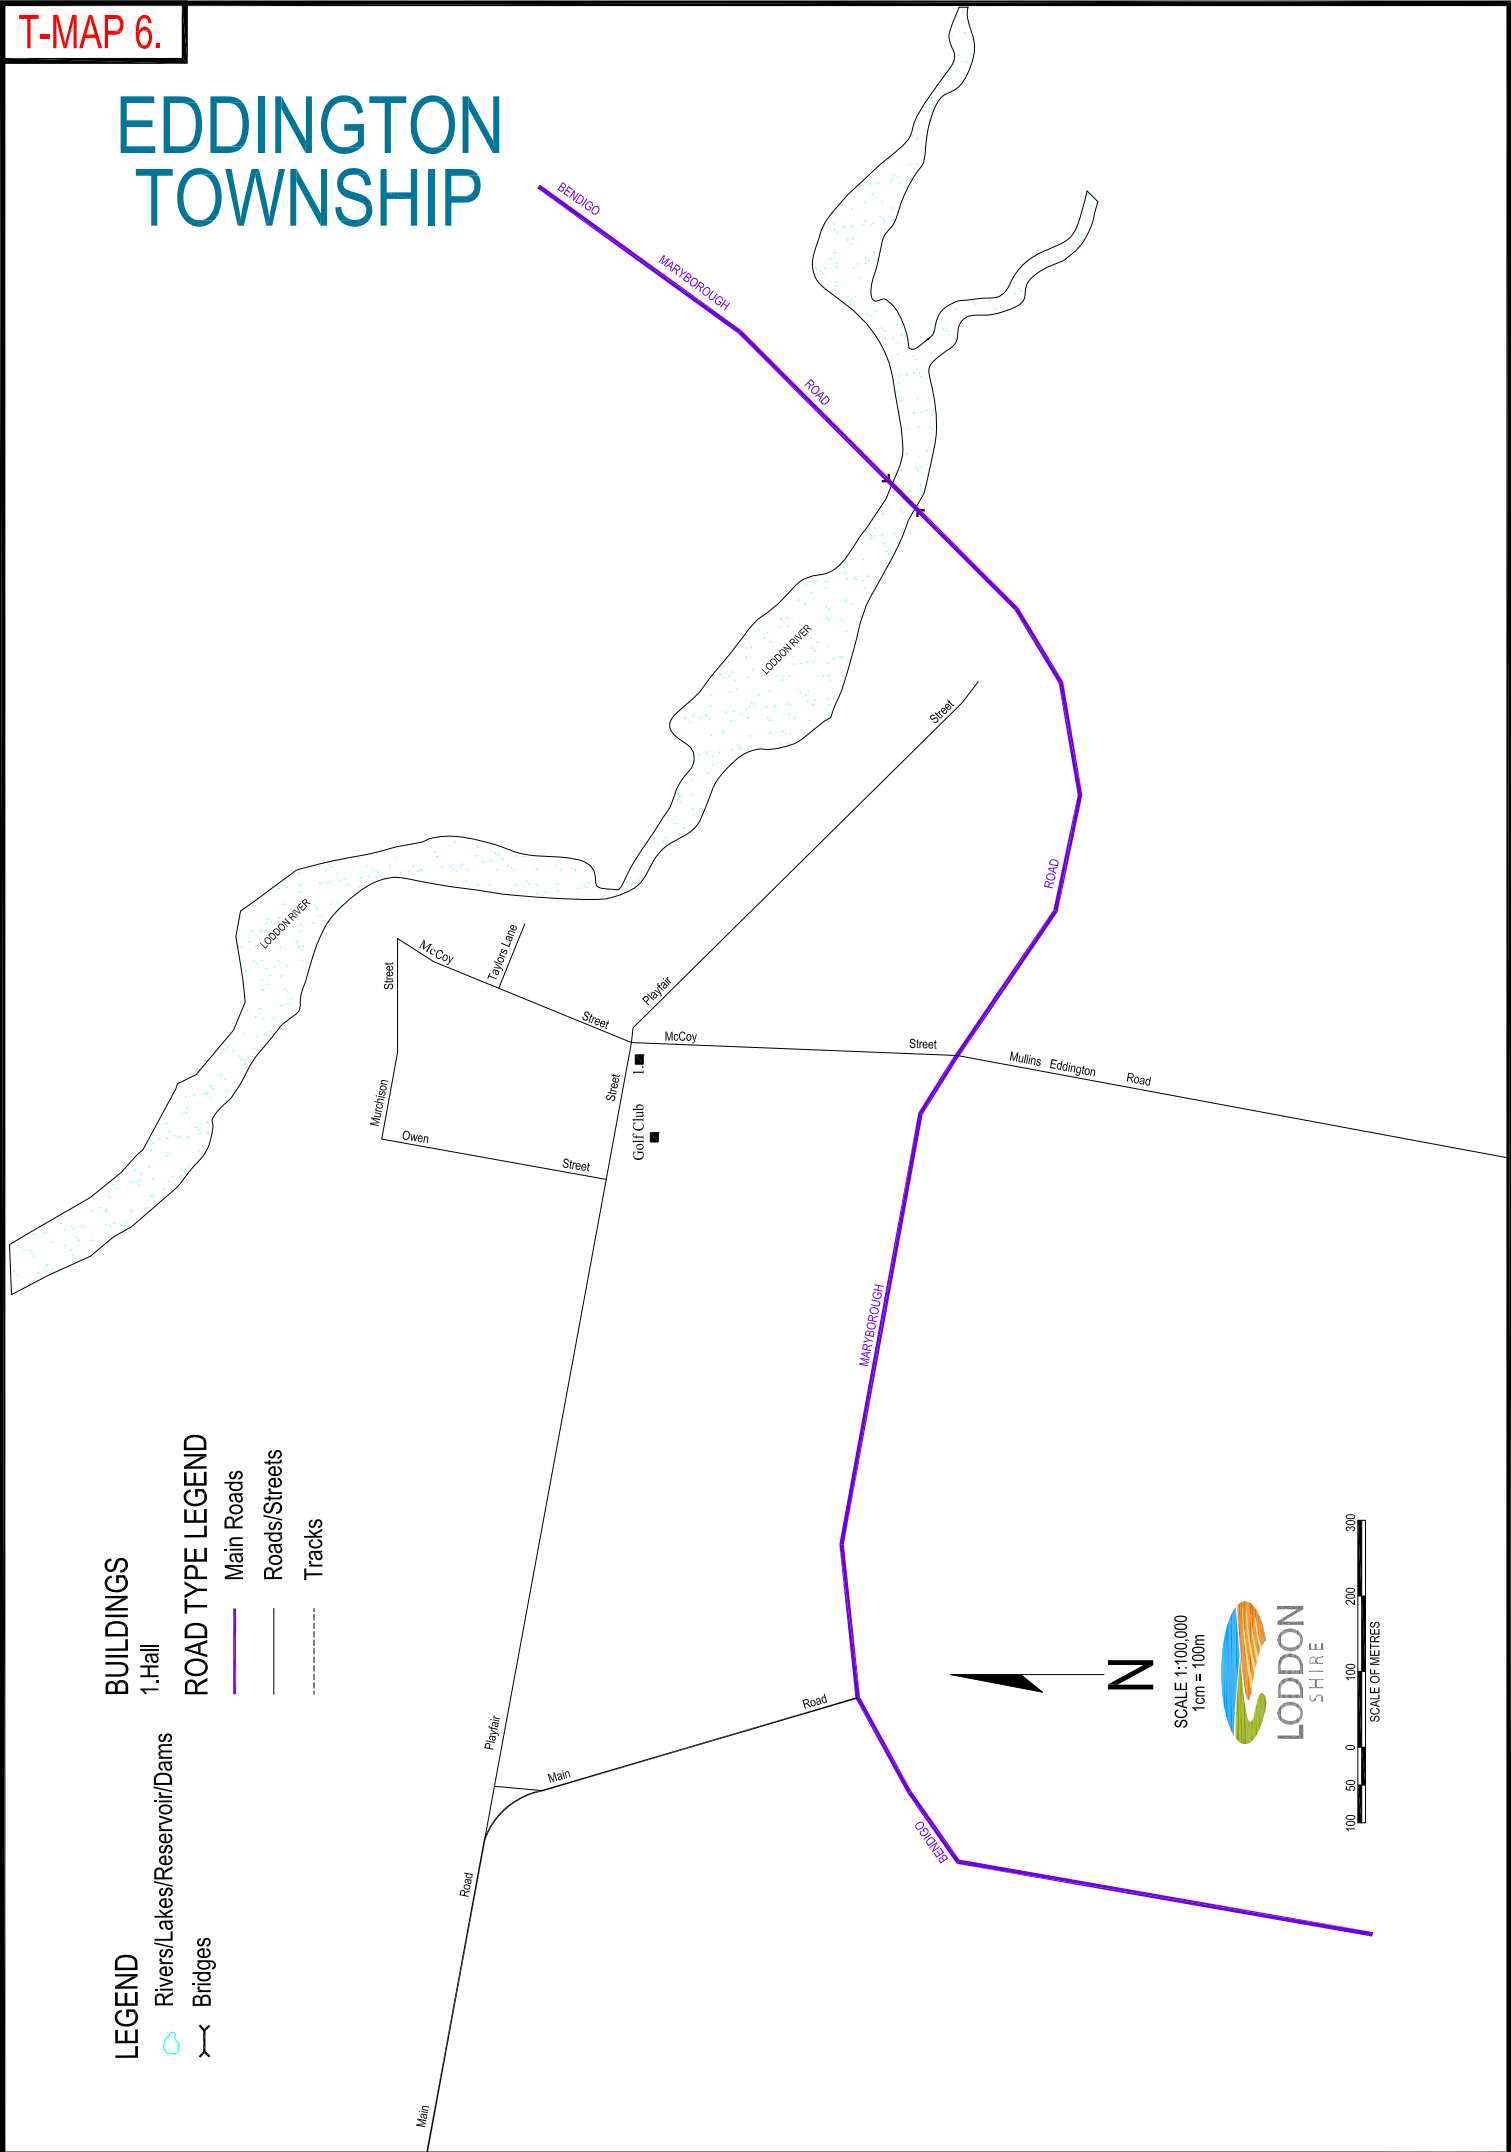 T-MAP 6.
EDDINGTON
TOWNSHIP
BENDIGO
MARYBOROUGH
ROAD
LODDON RIVER
Street
ROAD
LODDON RIVER
McCoy
Taylors Lane
Street
Street
Playfair
McCoy
Street
Mullins Eddington Road
Murchison
Street
1.
Golf Club
Owen
Street
MARYBOROUGH
BUILDINGS
1.Hall
ROAD TYPE LEGEND
Main Roads
Roads/Streets
Tracks
Playfair
Road
Main
BENDIGO
Road
Main
LEGEND
Rivers/Lakes/Reservoir/Dams
Bridges
N
SCALE 1:100,000
1cm = 100m
LODDON
SHIRE
100 50 0 100 200 300
SCALE OF METRES